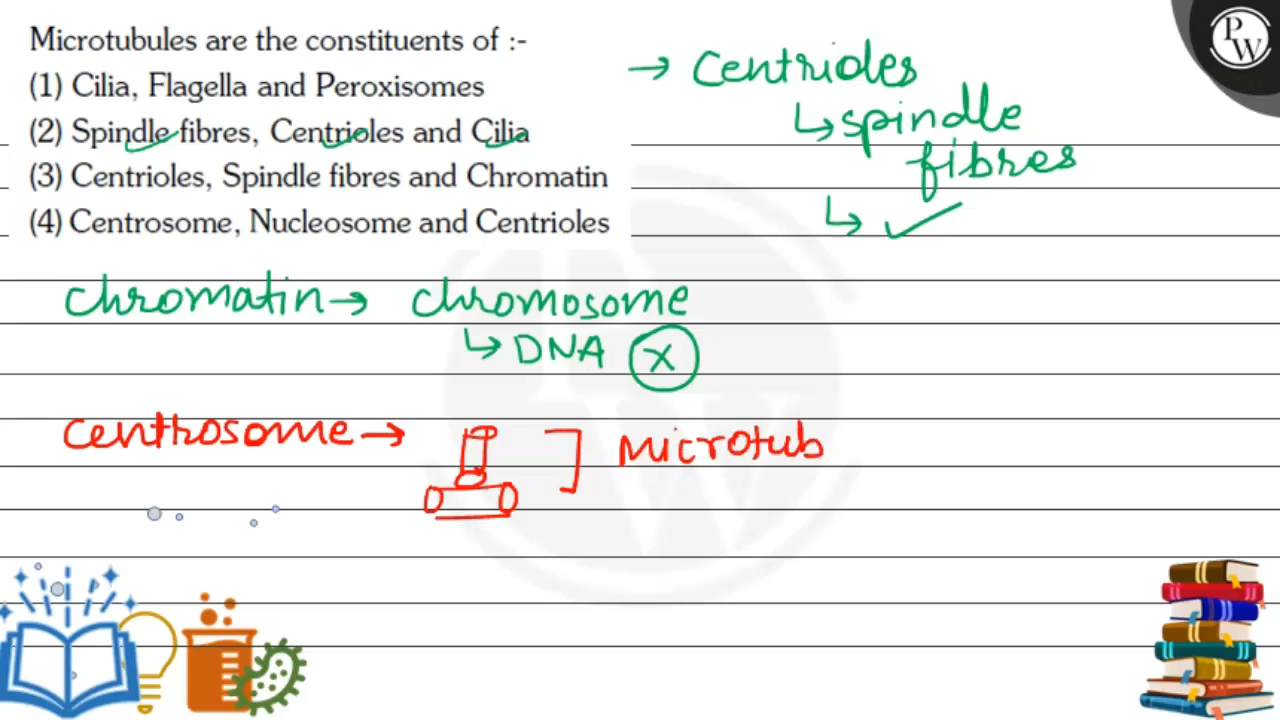 Microtubules are the constituents of :-
(1) Cilia, Flagella and Peroxisomes
(2) Spindle fibres, Centrioles and Cilia
(3) Centrioles, Spindle fibres and Chromatin
(4) Centrosome, Nucleosome and Centrioles
→ Centrioles
↳ spindle
fibres
↳ ✓
chromatin → chromosome
↳ DNA X
Centrosome → ] Microtub
PW